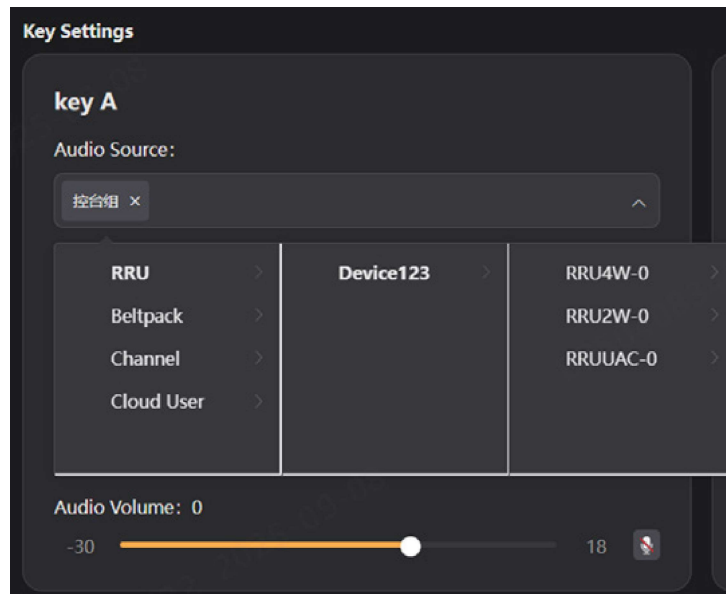 Key Settings
key A
Audio Source:
控台组 ×
RRU
Beltpack
Channel
Cloud User
Device123
RRU4W-0
RRU2W-0
RRUUAC-0
Audio Volume: 0
-30
18